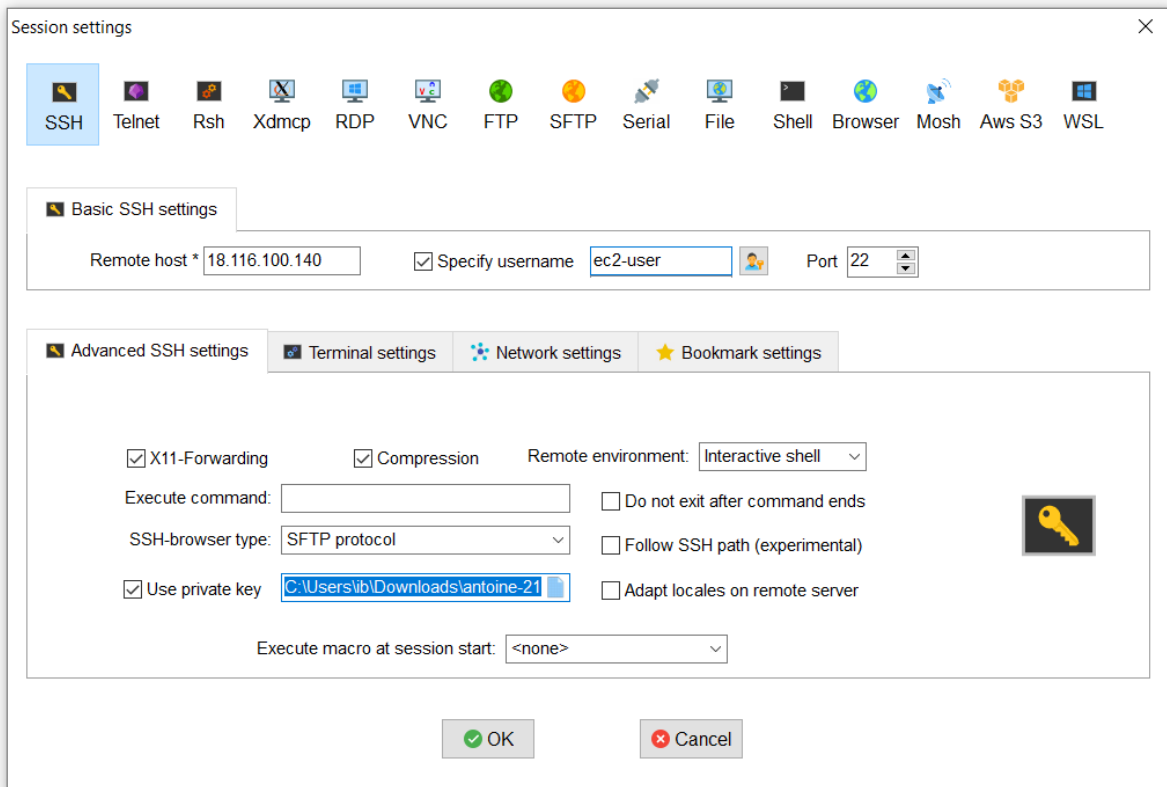 Session settings
SSH Telnet Rsh Xdmcp RDP VNC FTP SFTP Serial File Shell Browser Mosh Aws S3 WSL
Basic SSH settings
Remote host * 18.116.100.140 Specify username ec2-user Port 22
Advanced SSH settings Terminal settings Network settings Bookmark settings
X11-Forwarding Compression Remote environment: Interactive shell
Execute command: Do not exit after command ends
SSH-browser type: SFTP protocol Follow SSH path (experimental)
Use private key C:\Users\ib\Downloads\antoine-21 Adapt locales on remote server
Execute macro at session start: <none>
OK Cancel